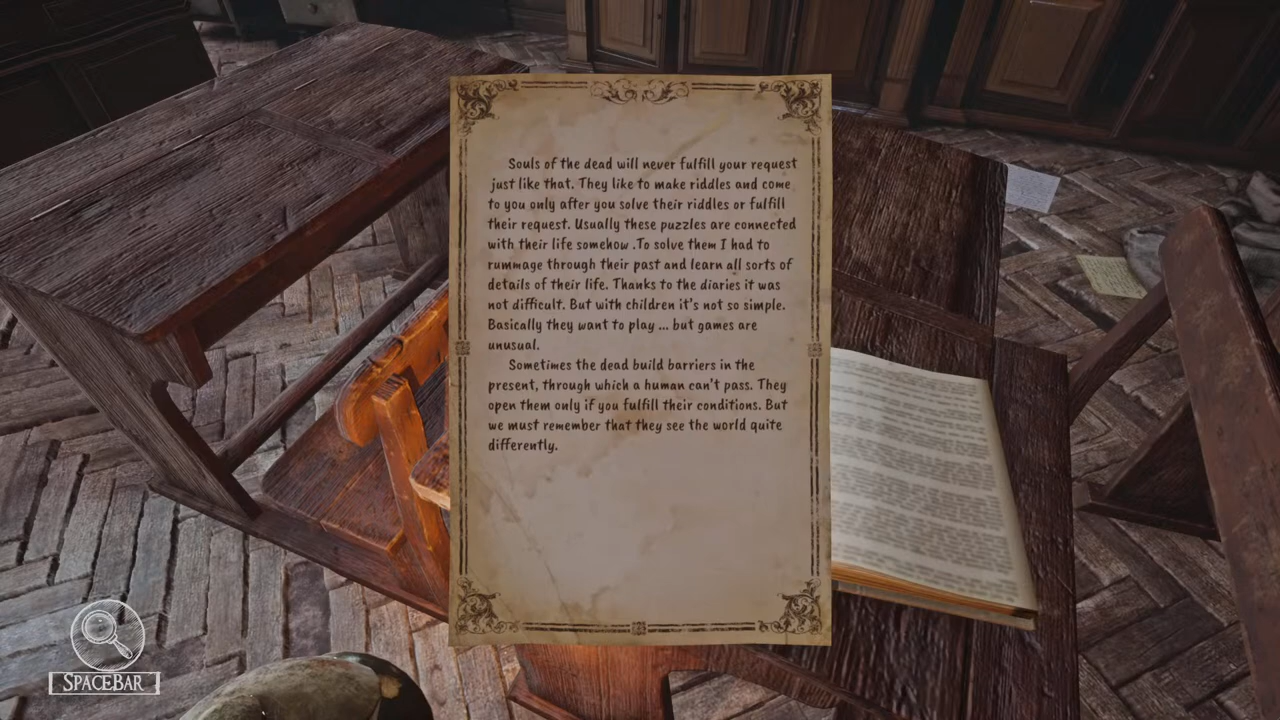 Souls of the dead will never fulfill your request
just like that. They like to make riddles and come
to you only after you solve their riddles or fulfill
their request. Usually these puzzles are connected
with their life somehow .To solve them I had to
rummage through their past and learn all sorts of
details of their life. Thanks to the diaries it was
not difficult. But with children it's not so simple.
Basically they want to play ... but games are
unusual.
Sometimes the dead build barriers in the
present, through which a human can't pass. They
open them only if you fulfill their conditions. But
we must remember that they see the world quite
differently.
SPACEBAR